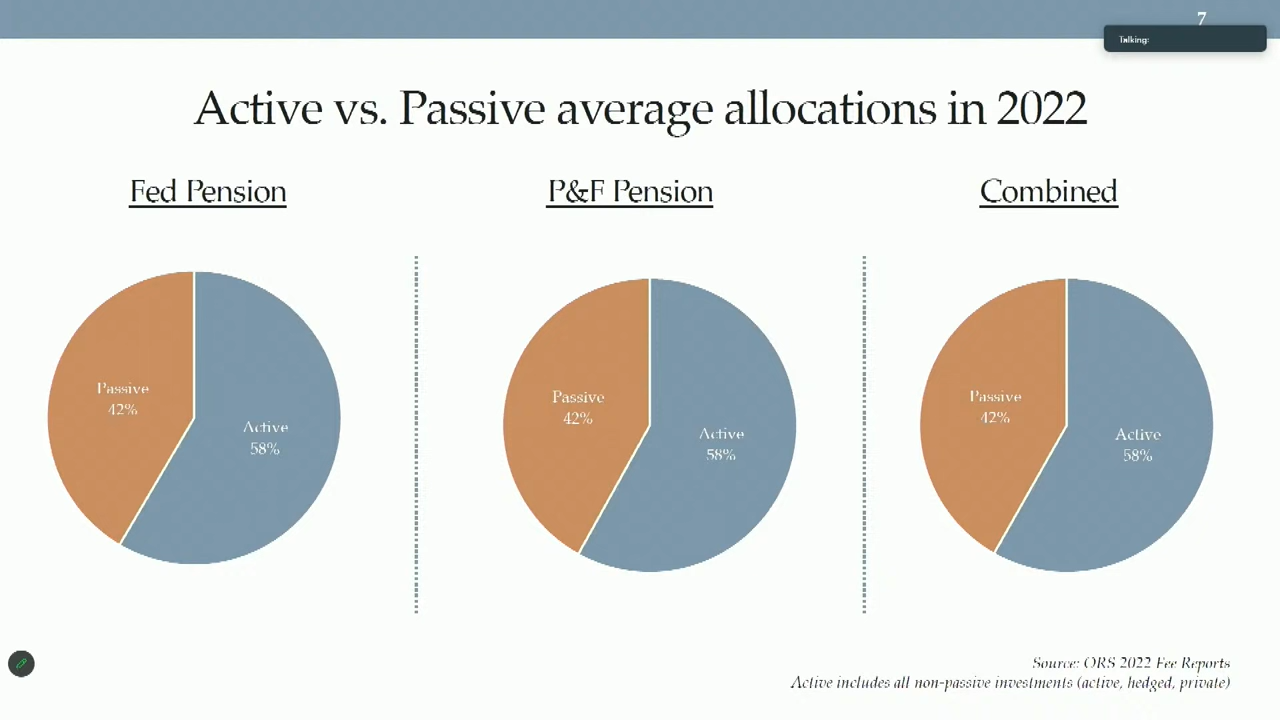 7
Talking:
Active vs. Passive average allocations in 2022
Fed Pension
P&F Pension
Combined
Passive
42%
Active
58%
Passive
42%
Active
58%
Passive
42%
Active
58%
Source: ORS 2022 Fee Reports
Active includes all non-passive investments (active, hedged, private)